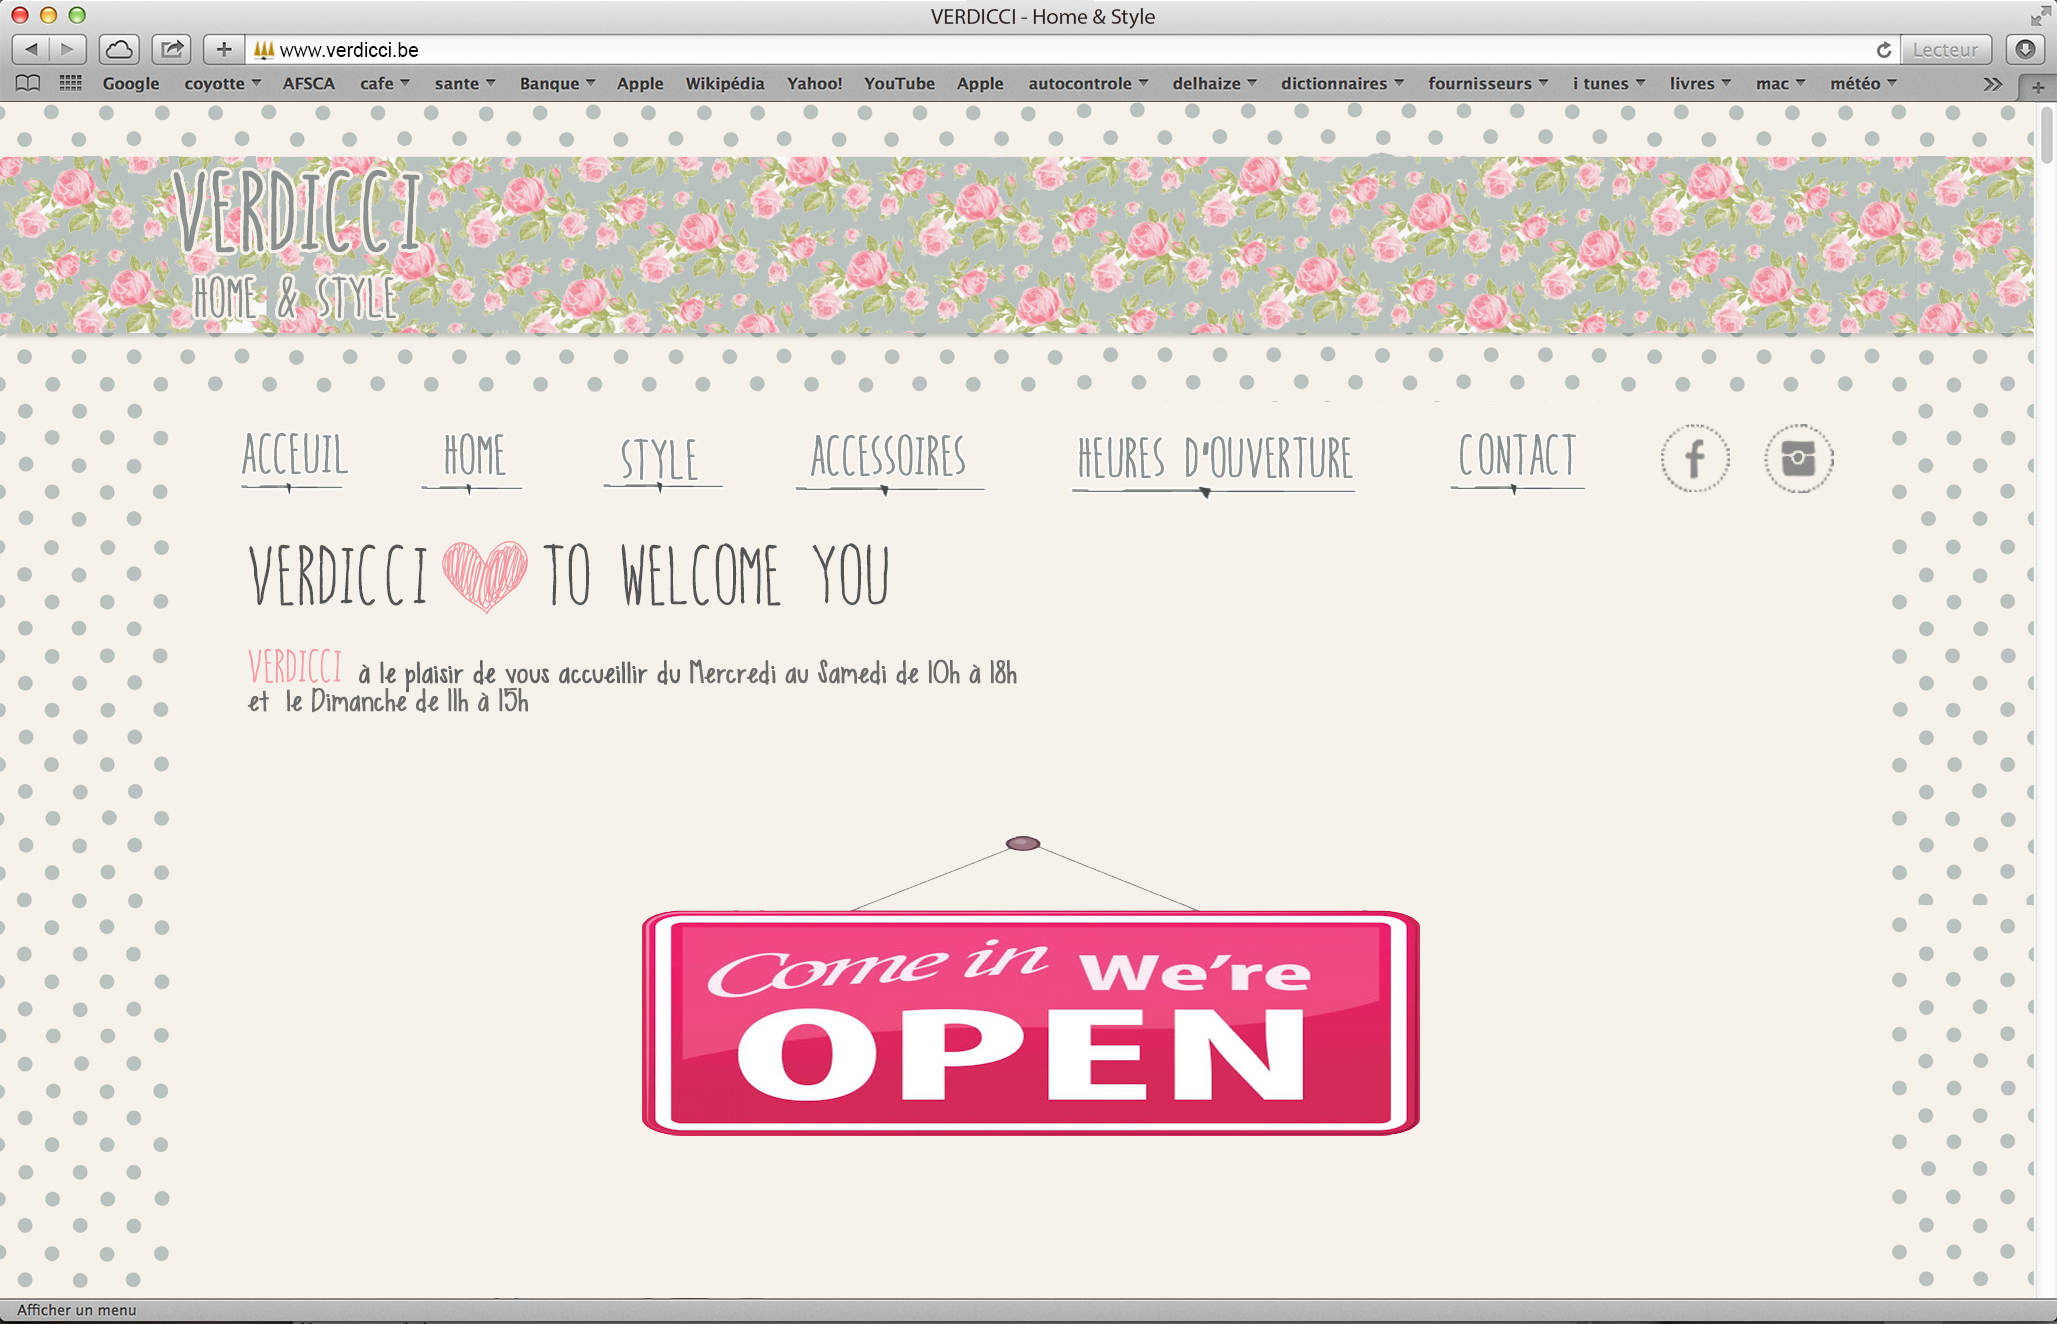 VERDICCI - Home & Style
www.verdicci.be
Lecteur
Google coyotte AFSCA cafe sante Banque Apple Wikipédia Yahoo! YouTube Apple autocontrole delhaize dictionnaires fournisseurs i tunes livres mac météo
VERDICCI
HOME & STYLE
ACCEUIL HOME STYLE ACCESSOIRES HEURES D'OUVERTURE CONTACT
VERDICCI TO WELCOME YOU
VERDICCI à le plaisir de vous accueillir du Mercredi au Samedi de 10h à 18h
et le Dimanche de 11h à 15h
Come in We're
OPEN
Afficher un menu